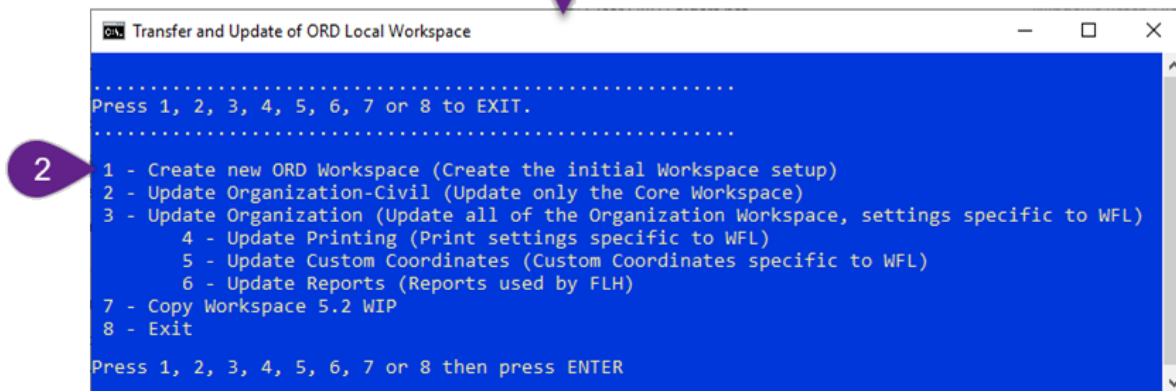 Transfer and Update of ORD Local Workspace
............................................................
Press 1, 2, 3, 4, 5, 6, 7 or 8 to EXIT.
............................................................
2
1 - Create new ORD Workspace (Create the initial Workspace setup)
2 - Update Organization-Civil (Update only the Core Workspace)
3 - Update Organization (Update all of the Organization Workspace, settings specific to WFL)
4 - Update Printing (Print settings specific to WFL)
5 - Update Custom Coordinates (Custom Coordinates specific to WFL)
6 - Update Reports (Reports used by FLH)
7 - Copy Workspace 5.2 WIP
8 - Exit
Press 1, 2, 3, 4, 5, 6, 7 or 8 then press ENTER